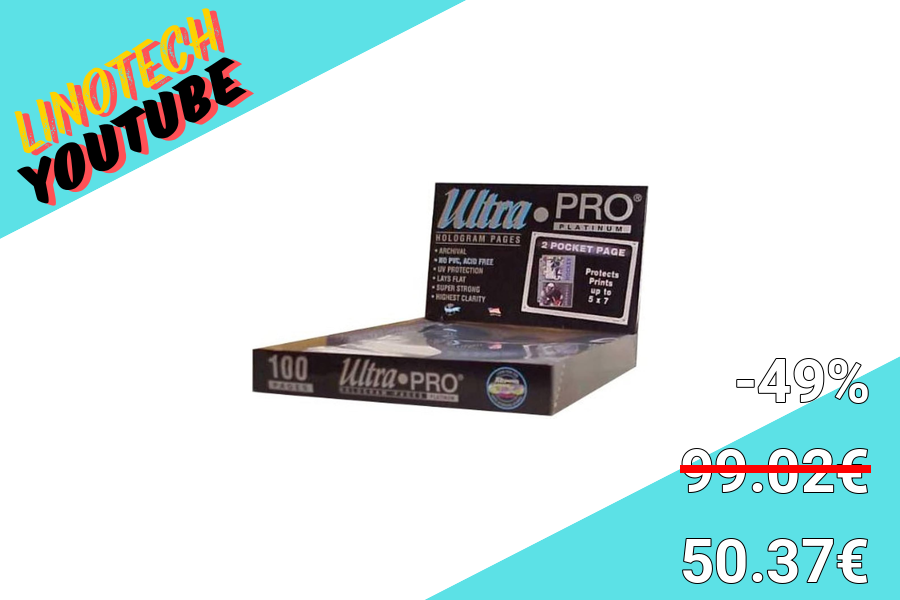 LINOTECH
YOUTUBE
Ultra • PRO®
PLATINUM
HOLOGRAM PAGES
• ARCHIVAL
• NO PVC, ACID FREE
• UV PROTECTION
• LAYS FLAT
• SUPER STRONG
• HIGHEST CLARITY
2 POCKET PAGE
Protects
Prints
up to
5 x 7
100
PAGES
Ultra • PRO®
HOLOGRAM PAGES PLATINUM
-49%
99.02€
50.37€